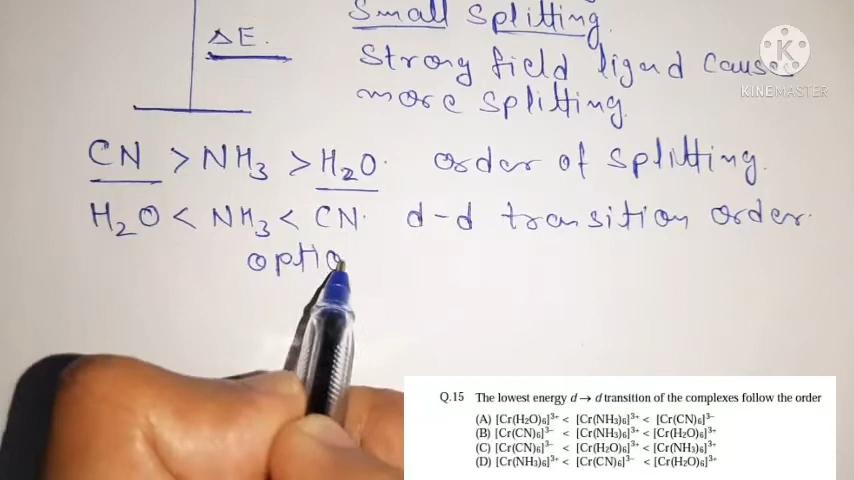 Small splitting.
ΔE.
Strong field ligand causes
more splitting.
KINEMASTER
CN > NH₃ > H₂O. order of splitting.
H₂O < NH₃ < CN. d-d transition order.
optio
Q.15 The lowest energy d → d transition of the complexes follow the order
(A) [Cr(H₂O)₆]³⁺ < [Cr(NH₃)₆]³⁺ < [Cr(CN)₆]³⁻
(B) [Cr(CN)₆]³⁻ < [Cr(NH₃)₆]³⁺ < [Cr(H₂O)₆]³⁺
(C) [Cr(CN)₆]³⁻ < [Cr(H₂O)₆]³⁺ < [Cr(NH₃)₆]³⁺
(D) [Cr(NH₃)₆]³⁺ < [Cr(CN)₆]³⁻ < [Cr(H₂O)₆]³⁺